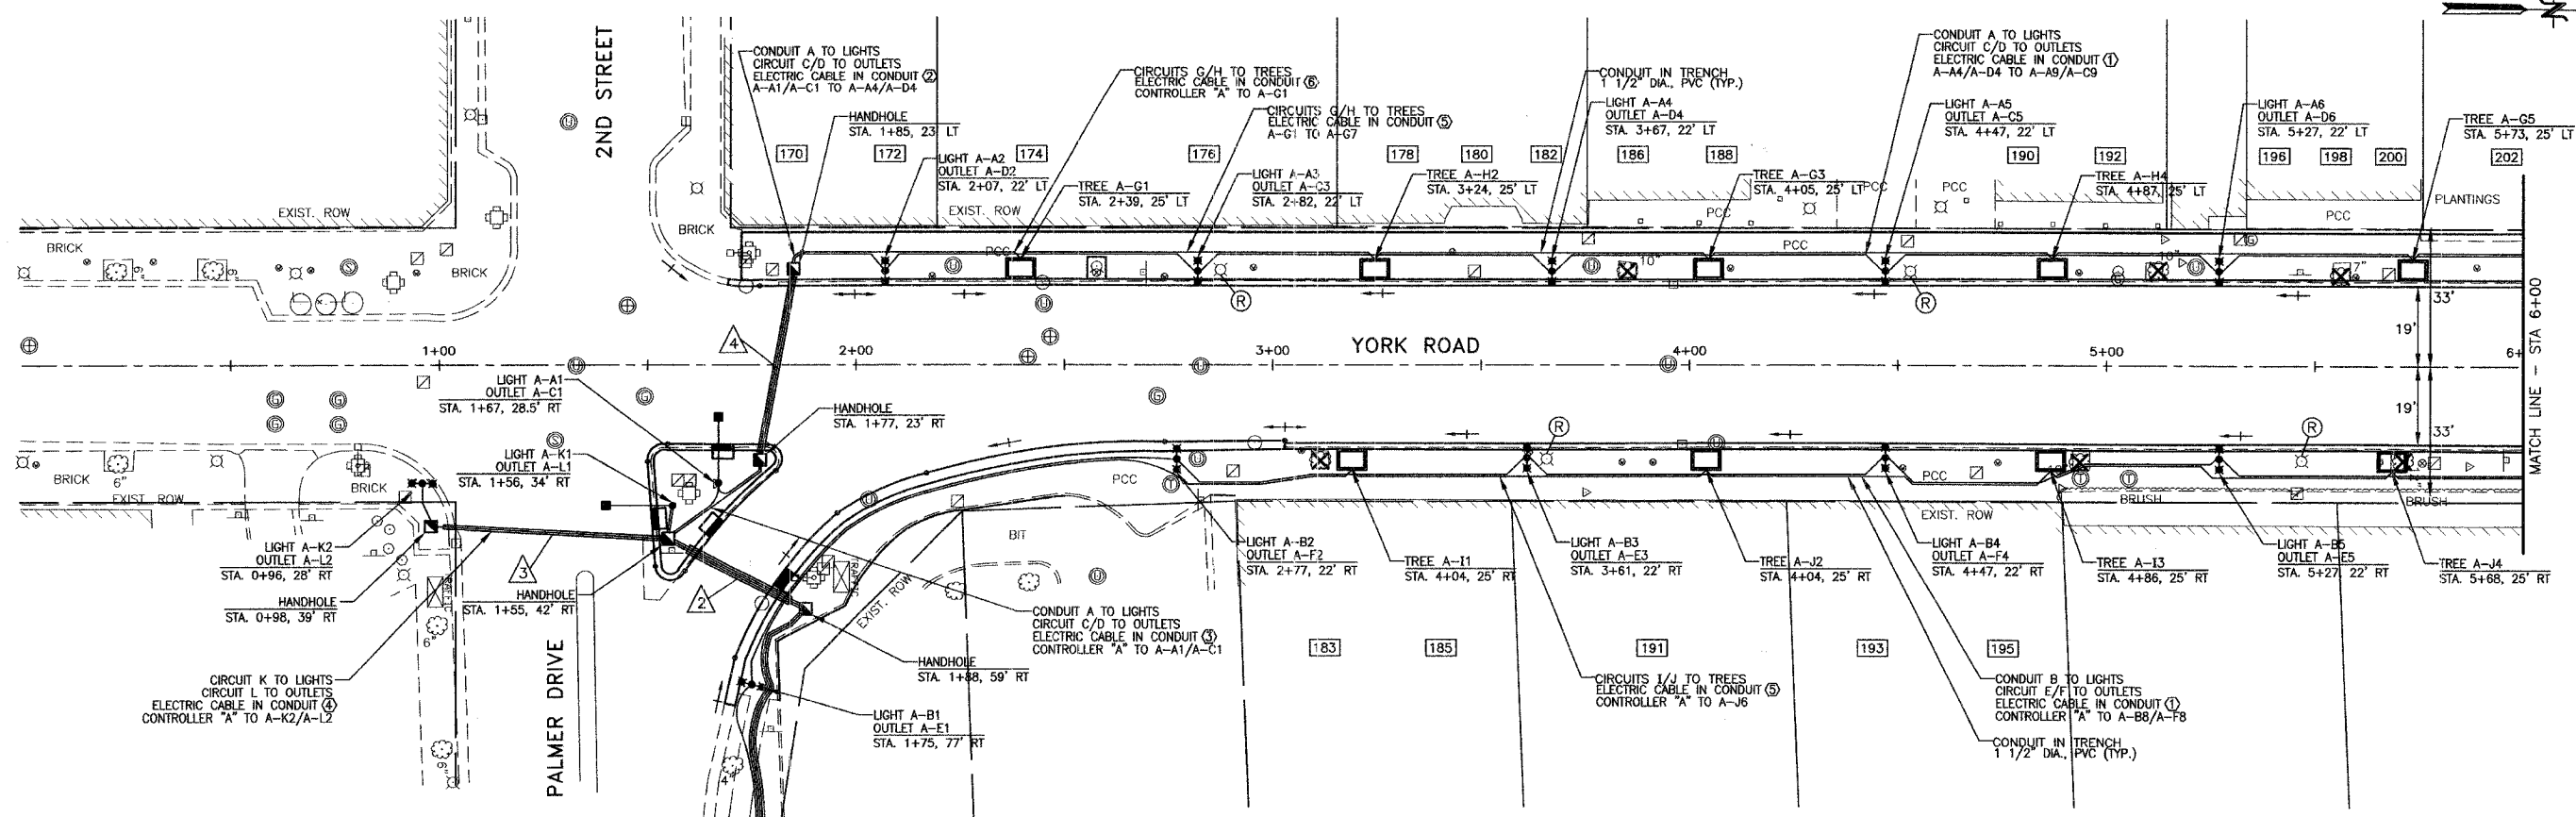 2ND STREET
CONDUIT A TO LIGHTS
CIRCUIT C/D TO OUTLETS
ELECTRIC CABLE IN CONDUIT 2
A-A1/A-C1 TO A-A4/A-D4
HANDHOLE
STA. 1+85, 23' LT
LIGHT A-A2
OUTLET A-D2
STA. 2+07, 22' LT
CIRCUITS G/H TO TREES
ELECTRIC CABLE IN CONDUIT 6
CONTROLLER "A" TO A-G1
TREE A-G1
STA. 2+39, 25' LT
CIRCUITS G/H TO TREES
ELECTRIC CABLE IN CONDUIT 5
A-G1 TO A-G7
LIGHT A-A3
OUTLET A-C3
STA. 2+82, 22' LT
TREE A-H2
STA. 3+24, 25' LT
CONDUIT IN TRENCH
1 1/2" DIA., PVC (TYP.)
LIGHT A-A4
OUTLET A-D4
STA. 3+67, 22' LT
TREE A-G3
STA. 4+05, 25' LT
CONDUIT A TO LIGHTS
CIRCUIT C/D TO OUTLETS
ELECTRIC CABLE IN CONDUIT 1
A-A4/A-D4 TO A-A9/A-C9
LIGHT A-A5
OUTLET A-C5
STA. 4+47, 22' LT
TREE A-H4
STA. 4+87, 25' LT
LIGHT A-A6
OUTLET A-D6
STA. 5+27, 22' LT
TREE A-G5
STA. 5+73, 25' LT
170 172 174 176 178 180 182 186 188 190 192 196 198 200 202
EXIST. ROW
BRICK
BRICK
BRICK
EXIST. ROW
PCC
PCC
PCC
PCC
PCC
PCC
PLANTINGS
6"
6"
10"
10"
7"
R
R
4
YORK ROAD
1+00 2+00 3+00 4+00 5+00 6+
33'
19'
19'
33'
MATCH LINE - STA 6+00
LIGHT A-A1
OUTLET A-C1
STA. 1+67, 28.5' RT
HANDHOLE
STA. 1+77, 23' RT
LIGHT A-K1
OUTLET A-L1
STA. 1+56, 34' RT
R
R
BRICK
6"
EXIST. ROW
BRICK
PCC
BIT
PCC
BRUSH
BRUSH
EXIST. ROW
EXIST. ROW
LIGHT A-K2
OUTLET A-L2
STA. 0+96, 28' RT
HANDHOLE
STA. 0+98, 39' RT
3
HANDHOLE
STA. 1+55, 42' RT
2
TRAFFIC
6"
6"
4"
PALMER DRIVE
CIRCUIT K TO LIGHTS
CIRCUIT L TO OUTLETS
ELECTRIC CABLE IN CONDUIT 4
CONTROLLER "A" TO A-K2/A-L2
CONDUIT A TO LIGHTS
CIRCUIT C/D TO OUTLETS
ELECTRIC CABLE IN CONDUIT 3
CONTROLLER "A" TO A-A1/A-C1
HANDHOLE
STA. 1+88, 59' RT
LIGHT A-B1
OUTLET A-E1
STA. 1+75, 77' RT
LIGHT A-B2
OUTLET A-F2
STA. 2+77, 22' RT
TREE A-I1
STA. 4+04, 25' RT
LIGHT A-B3
OUTLET A-E3
STA. 3+61, 22' RT
TREE A-J2
STA. 4+04, 25' RT
LIGHT A-B4
OUTLET A-F4
STA. 4+47, 22' RT
TREE A-I3
STA. 4+86, 25' RT
LIGHT A-B5
OUTLET A-E5
STA. 5+27, 22' RT
TREE A-J4
STA. 5+68, 25' RT
183 185 191 193 195
CIRCUITS I/J TO TREES
ELECTRIC CABLE IN CONDUIT 5
CONTROLLER "A" TO A-J6
CONDUIT B TO LIGHTS
CIRCUIT E/F TO OUTLETS
ELECTRIC CABLE IN CONDUIT 1
CONTROLLER "A" TO A-B8/A-F8
CONDUIT IN TRENCH
1 1/2" DIA., PVC (TYP.)